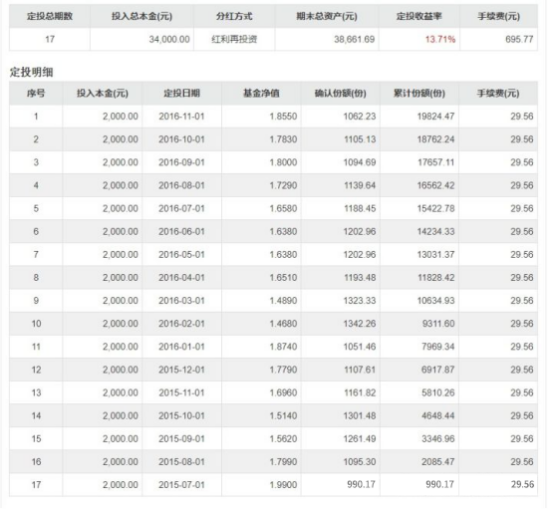 定投总期数 投入总本金(元) 分红方式 期末总资产(元) 定投收益率 手续费(元)
17 34,000.00 红利再投资 38,661.69 13.71% 695.77
定投明细
序号 投入本金(元) 定投日期 基金净值 确认份额(份) 累计份额(份) 手续费(元)
1 2,000.00 2016-11-01 1.8550 1062.23 19824.47 29.56
2 2,000.00 2016-10-01 1.7830 1105.13 18762.24 29.56
3 2,000.00 2016-09-01 1.8000 1094.69 17657.11 29.56
4 2,000.00 2016-08-01 1.7290 1139.64 16562.42 29.56
5 2,000.00 2016-07-01 1.6580 1188.45 15422.78 29.56
6 2,000.00 2016-06-01 1.6380 1202.96 14234.33 29.56
7 2,000.00 2016-05-01 1.6380 1202.96 13031.37 29.56
8 2,000.00 2016-04-01 1.6510 1193.48 11828.42 29.56
9 2,000.00 2016-03-01 1.4890 1323.33 10634.93 29.56
10 2,000.00 2016-02-01 1.4680 1342.26 9311.60 29.56
11 2,000.00 2016-01-01 1.8740 1051.46 7969.34 29.56
12 2,000.00 2015-12-01 1.7790 1107.61 6917.87 29.56
13 2,000.00 2015-11-01 1.6960 1161.82 5810.26 29.56
14 2,000.00 2015-10-01 1.5140 1301.48 4648.44 29.56
15 2,000.00 2015-09-01 1.5620 1261.49 3346.96 29.56
16 2,000.00 2015-08-01 1.7990 1095.30 2085.47 29.56
17 2,000.00 2015-07-01 1.9900 990.17 990.17 29.56